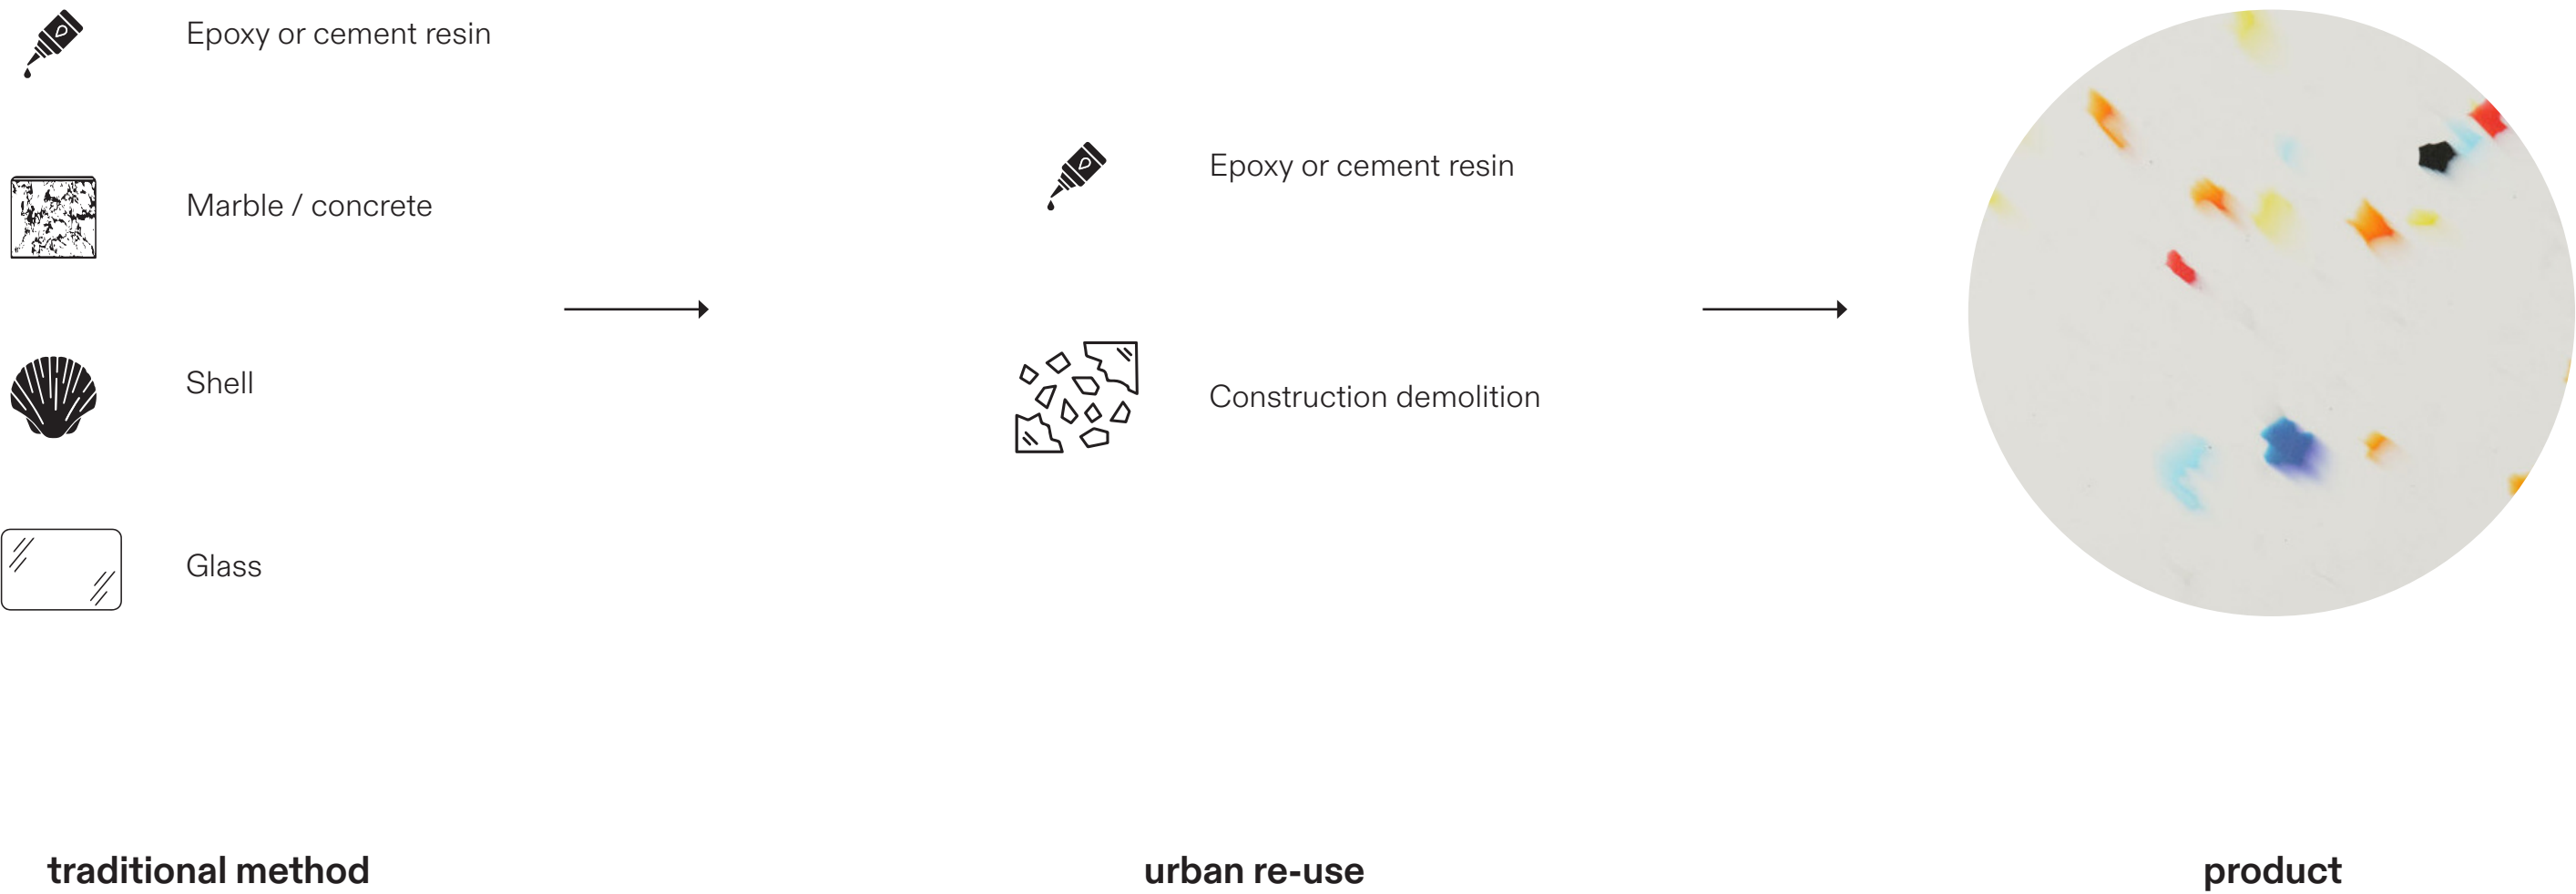 Epoxy or cement resin
Marble / concrete
Shell
Glass
Epoxy or cement resin
Construction demolition
traditional method
urban re-use
product